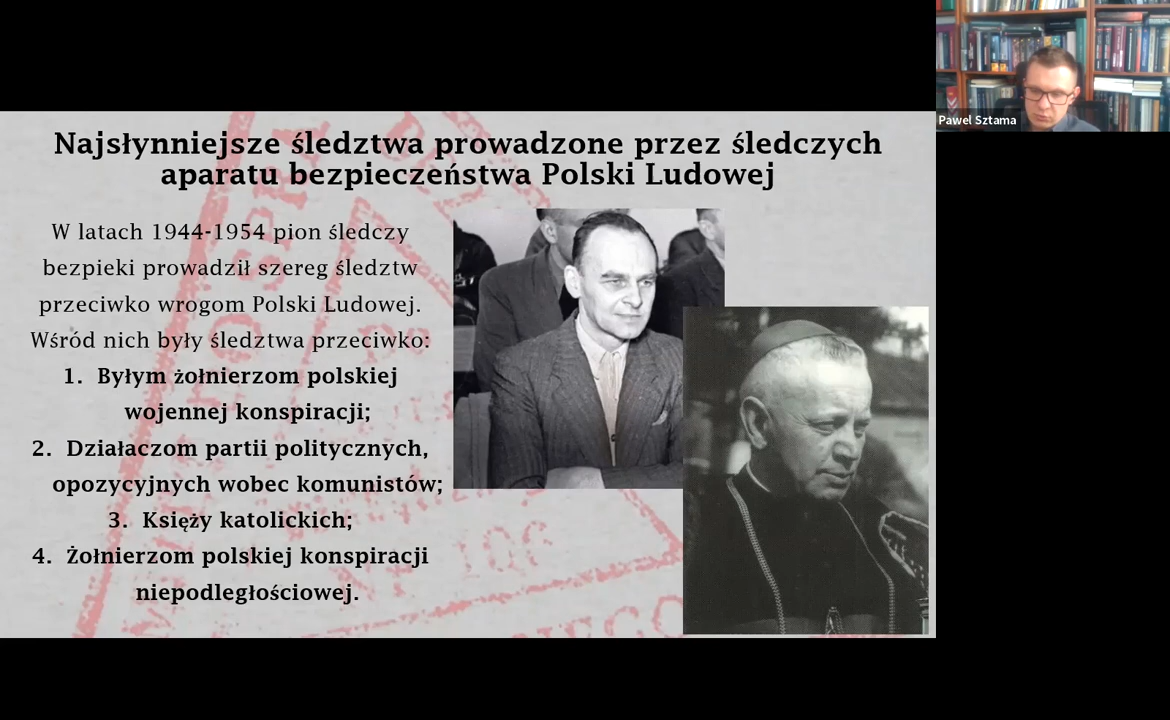 Najsłynniejsze śledztwa prowadzone przez śledczych
aparatu bezpieczeństwa Polski Ludowej
W latach 1944-1954 pion śledczy
bezpieki prowadził szereg śledztw
przeciwko wrogom Polski Ludowej.
Wśród nich były śledztwa przeciwko:
1. Byłym żołnierzom polskiej
wojennej konspiracji;
2. Działaczom partii politycznych,
opozycyjnych wobec komunistów;
3. Księży katolickich;
4. Żołnierzom polskiej konspiracji
niepodległościowej.
Pawel Sztama